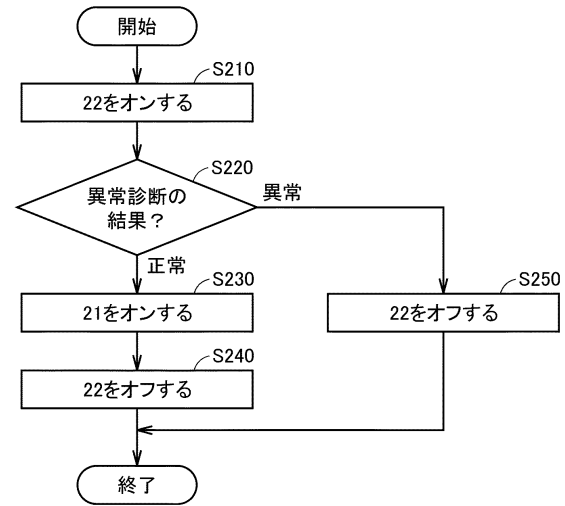 開始
S210
22をオンする
S220
異常診断の
結果？
異常
正常
S230
21をオンする
S250
22をオフする
S240
22をオフする
終了